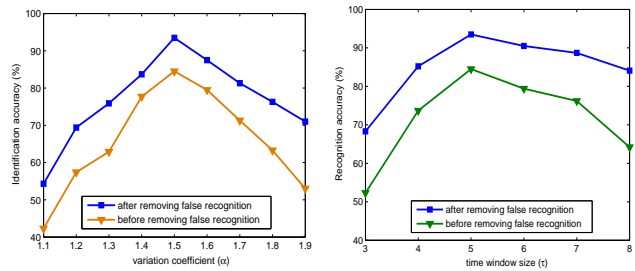 100
90
80
70
60
50
40
Identification accuracy (%)
after removing false recognition
before removing false recognition
1.1 1.2 1.3 1.4 1.5 1.6 1.7 1.8 1.9
variation coefficient (α)
100
90
80
70
60
50
40
Recognition accuracy (%)
after removing false recognition
before removing false recognition
3 4 5 6 7 8
time window size (τ)